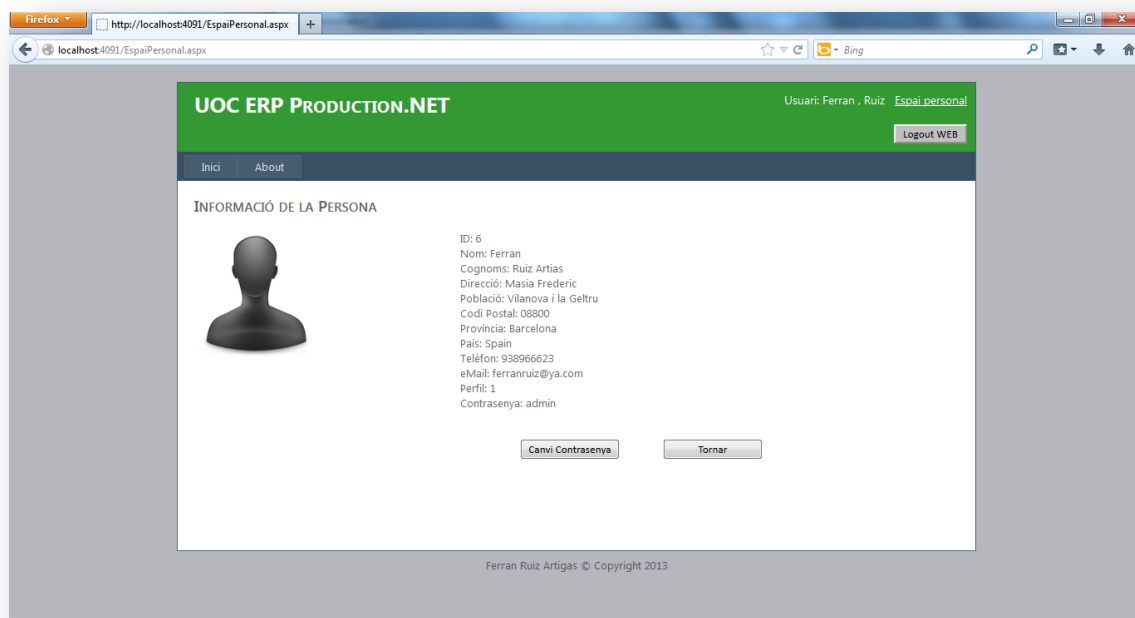 Firefox
http://localhost:4091/EspaiPersonal.aspx
localhost:4091/EspaiPersonal.aspx
Bing
UOC ERP PRODUCTION.NET
Usuari: Ferran , Ruiz Espai personal
Logout WEB
Inici About
INFORMACIÓ DE LA PERSONA
ID: 6
Nom: Ferran
Cognoms: Ruiz Artias
Direcció: Masia Frederic
Població: Vilanova i la Geltru
Codi Postal: 08800
Província: Barcelona
Pais: Spain
Telèfon: 938966623
eMail: ferranruiz@ya.com
Perfil: 1
Contrasenya: admin
Canvi Contrasenya Tornar
Ferran Ruiz Artigas © Copyright 2013